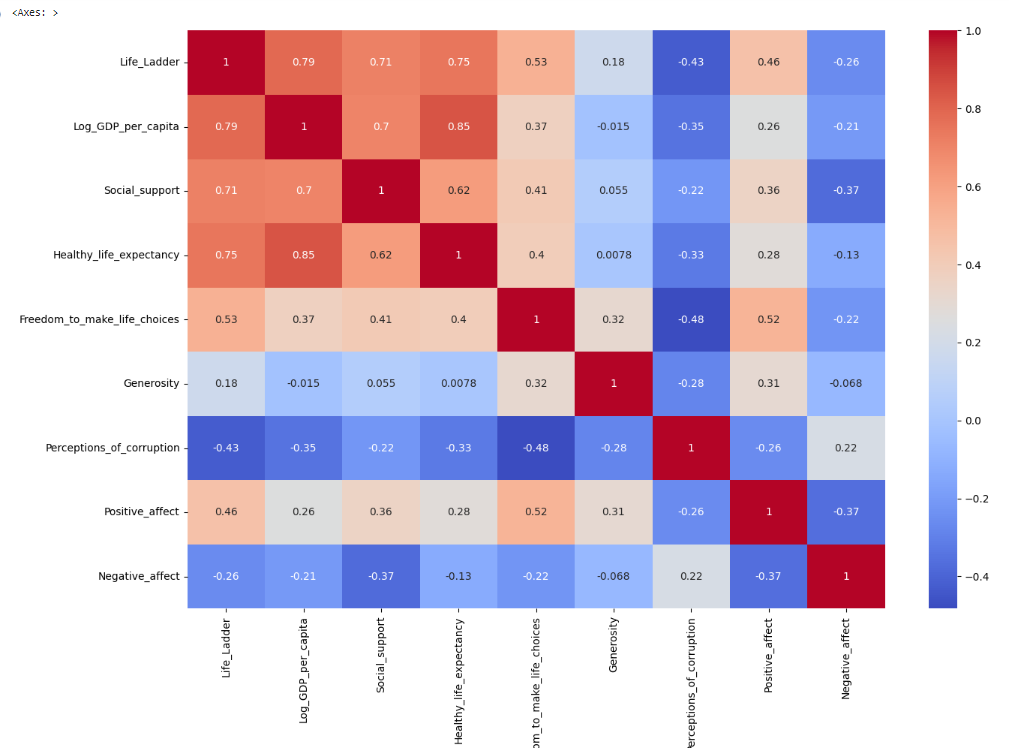 <Axes: >
Life_Ladder 1 0.79 0.71 0.75 0.53 0.18 -0.43 0.46 -0.26
Log_GDP_per_capita 0.79 1 0.7 0.85 0.37 -0.015 -0.35 0.26 -0.21
Social_support 0.71 0.7 1 0.62 0.41 0.055 -0.22 0.36 -0.37
Healthy_life_expectancy 0.75 0.85 0.62 1 0.4 0.0078 -0.33 0.28 -0.13
Freedom_to_make_life_choices 0.53 0.37 0.41 0.4 1 0.32 -0.48 0.52 -0.22
Generosity 0.18 -0.015 0.055 0.0078 0.32 1 -0.28 0.31 -0.068
Perceptions_of_corruption -0.43 -0.35 -0.22 -0.33 -0.48 -0.28 1 -0.26 0.22
Positive_affect 0.46 0.26 0.36 0.28 0.52 0.31 -0.26 1 -0.37
Negative_affect -0.26 -0.21 -0.37 -0.13 -0.22 -0.068 0.22 -0.37 1
Life_Ladder
Log_GDP_per_capita
Social_support
Healthy_life_expectancy
om_to_make_life_choices
Generosity
erceptions_of_corruption
Positive_affect
Negative_affect
1.0
0.8
0.6
0.4
0.2
0.0
−0.2
−0.4